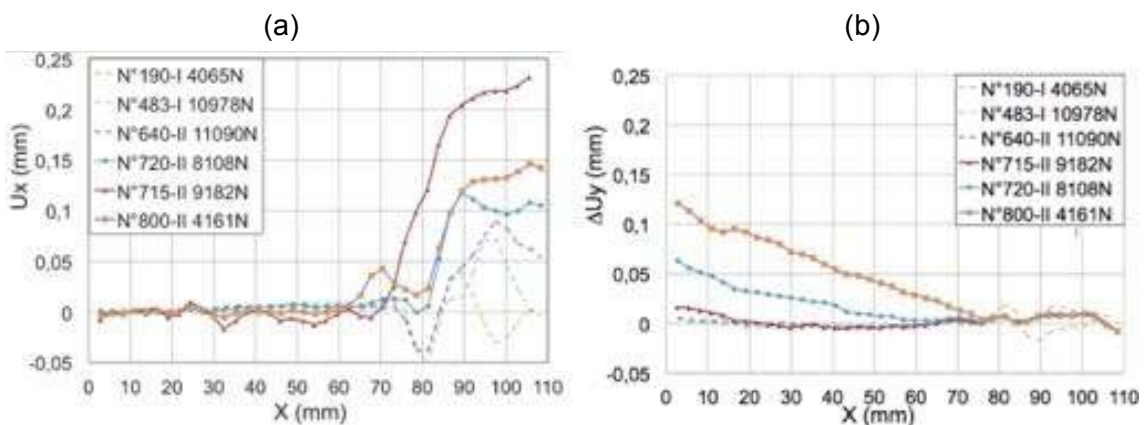 (a)
(b)
0,25
0,2
0,15
0,1
0,05
0
-0.05
Ux (mm)
N°190-I 4065N
N°483-I 10978N
N°640-II 11090N
N°720-II 8108N
N°715-II 9182N
N°800-II 4161N
0 10 20 30 40 50 60 70 80 90 100 110
X (mm)
0,25
0,2
0,15
0,1
0,05
0
-0,05
ΔUy (mm)
N°190-I 4065N
N°483-I 10978N
N°640-II 11090N
N°715-II 9182N
N°720-II 8108N
N°800-II 4161N
0 10 20 30 40 50 60 70 80 90 100 110
X (mm)